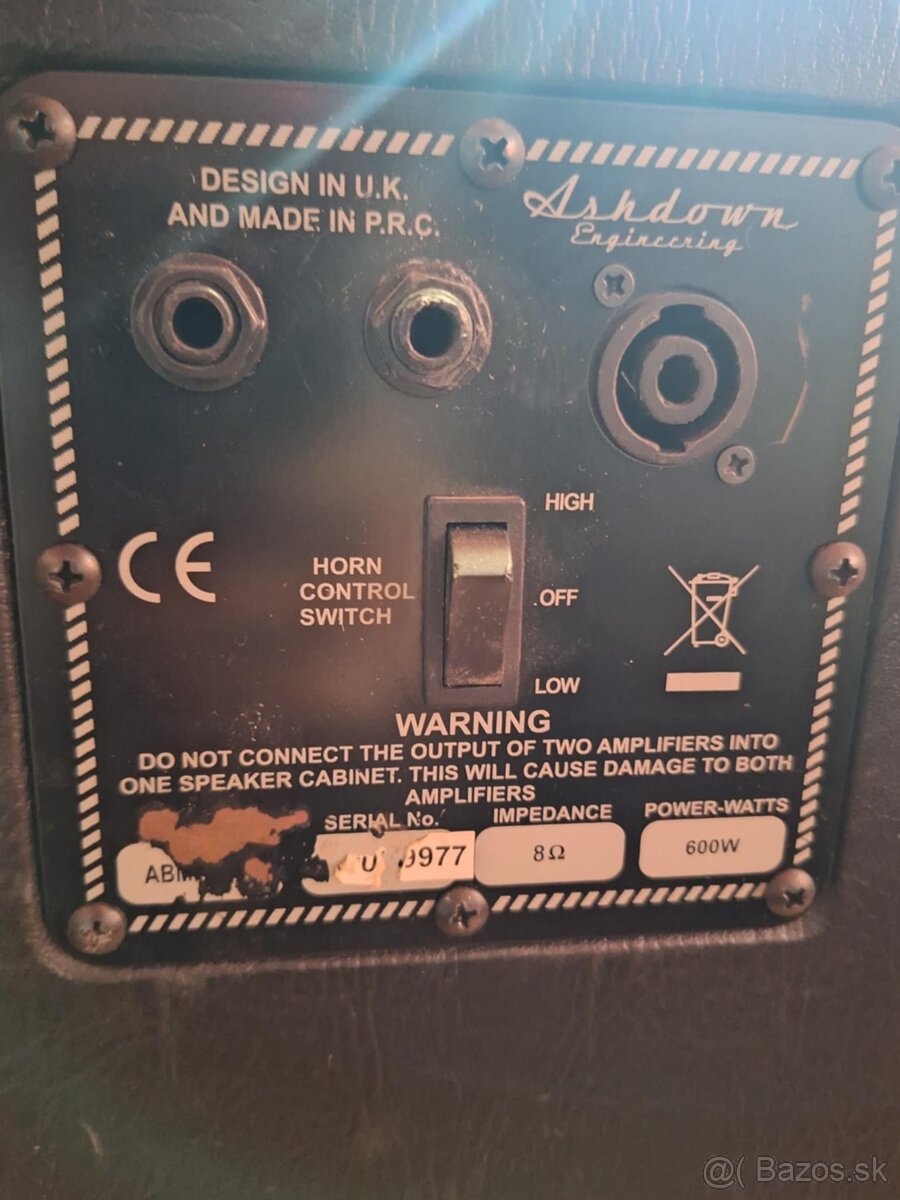 DESIGN IN U.K.
AND MADE IN P.R.C.
Ashdown
Engineering
HIGH
HORN
CONTROL
SWITCH
OFF
LOW
CE
WARNING
DO NOT CONNECT THE OUTPUT OF TWO AMPLIFIERS INTO
ONE SPEAKER CABINET. THIS WILL CAUSE DAMAGE TO BOTH
AMPLIFIERS
SERIAL No. IMPEDANCE POWER-WATTS
8Ω 600W
@( Bazos.sk